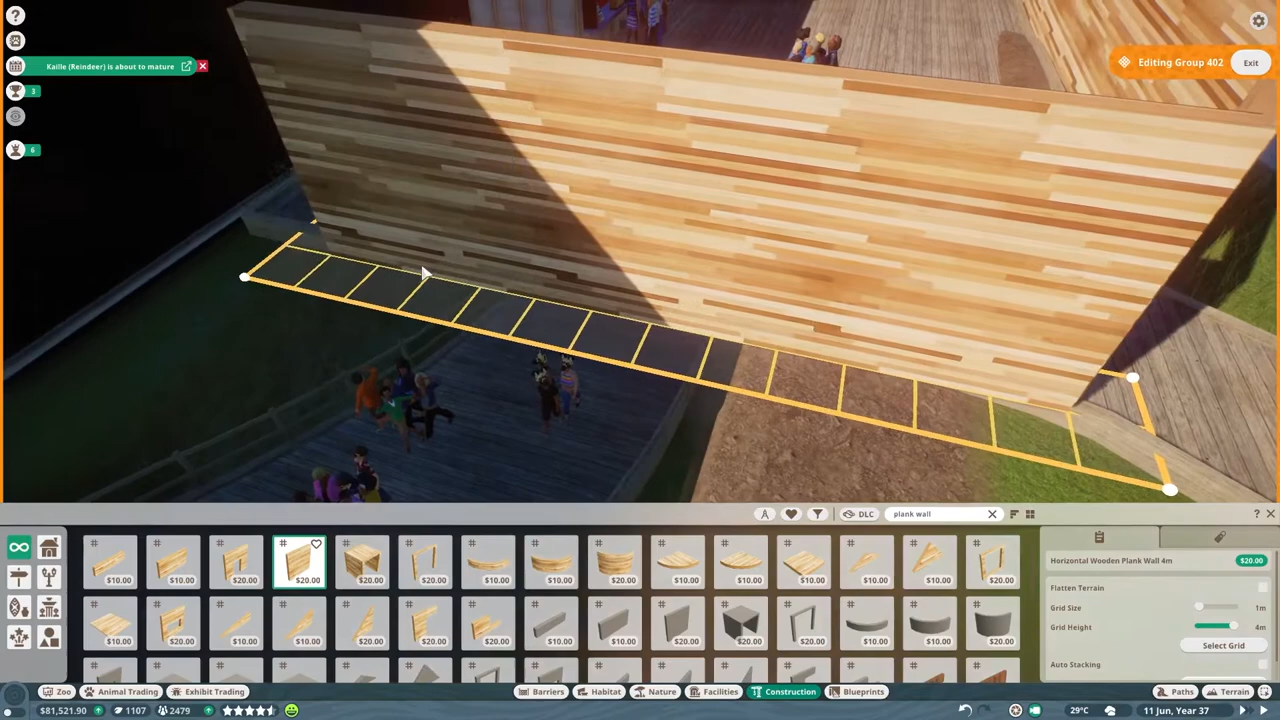 ?
Kaille (Reindeer) is about to mature
Editing Group 402
Exit
3
6
DLC
plank wall
?
$10.00 $10.00 $20.00 $20.00 $20.00 $20.00 $10.00 $10.00 $20.00 $10.00 $10.00 $10.00 $10.00 $10.00 $20.00
Horizontal Wooden Plank Wall 4m
$20.00
Flatten Terrain
Grid Size 1m
$10.00 $20.00 $10.00 $10.00 $20.00 $20.00 $20.00 $10.00 $10.00 $20.00 $20.00 $20.00 $10.00 $10.00 $20.00
Grid Height 4m
Select Grid
Auto Stacking
Zoo Animal Trading Exhibit Trading Barriers Habitat Nature Facilities Construction Blueprints Paths Terrain
$81,521.90 1107 2479 29°C 11 Jun, Year 37